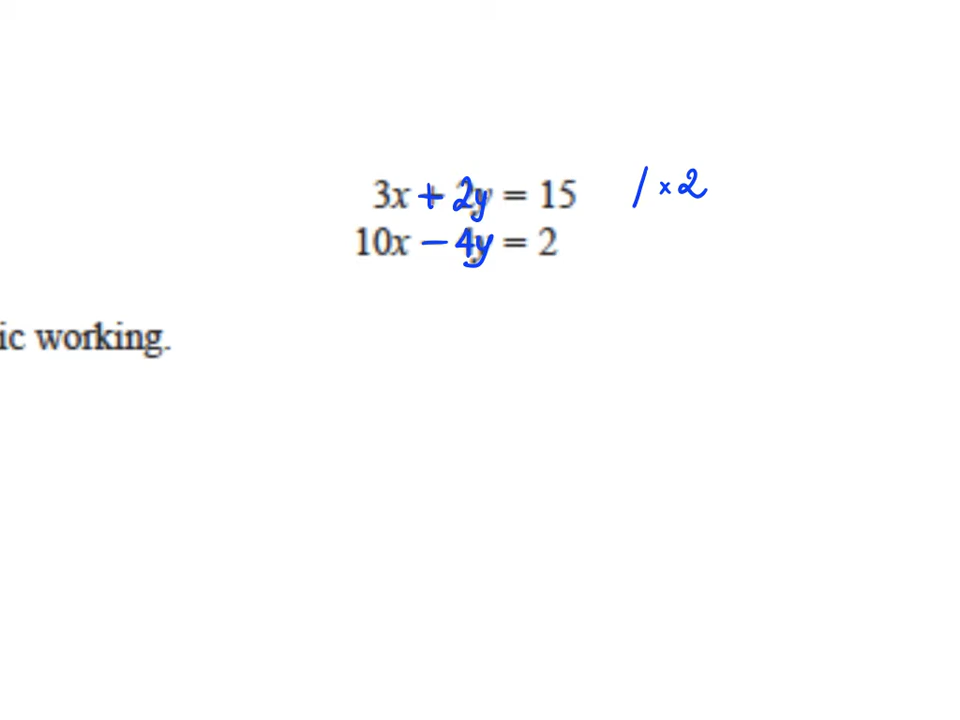 3x + 2y = 15 / × 2
10x − 4y = 2
ic working.